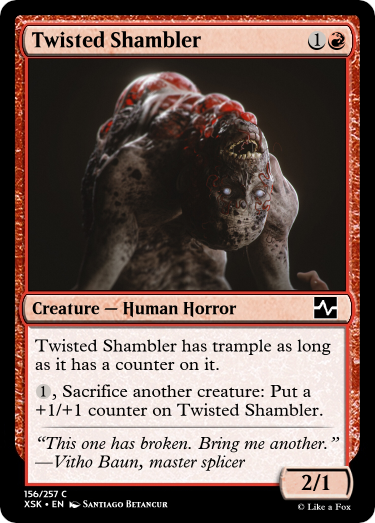 Twisted Shambler 1
Creature — Human Horror
Twisted Shambler has trample as long
as it has a counter on it.
1, Sacrifice another creature: Put a
+1/+1 counter on Twisted Shambler.
“This one has broken. Bring me another.”
—Vitho Baun, master splicer
2/1
156/257 C
XSK • EN Santiago Betancur
© Like a Fox